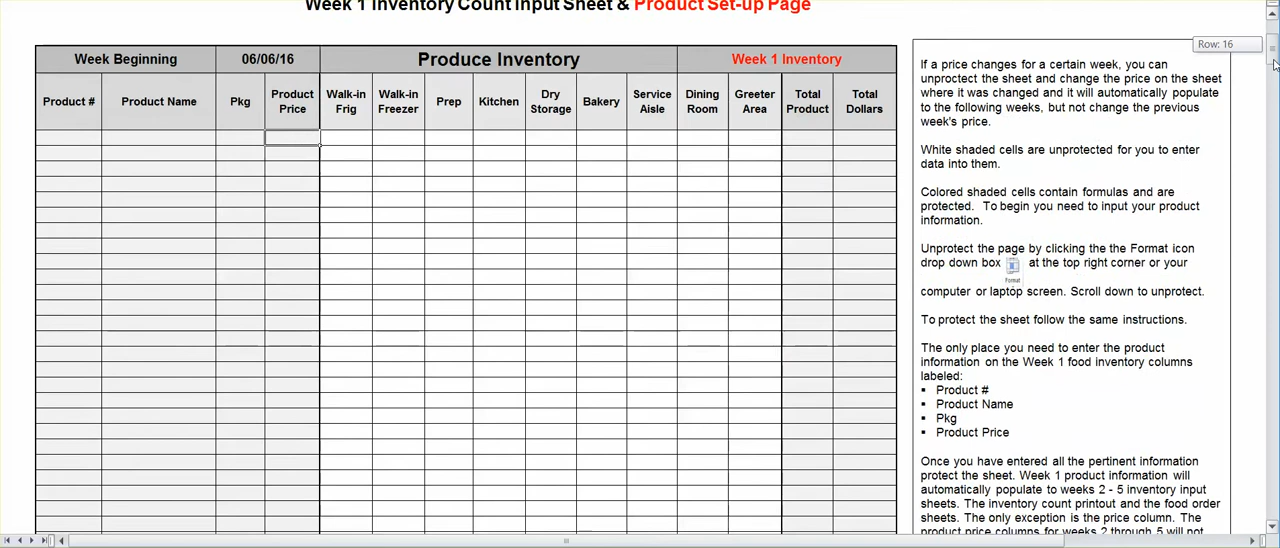 Week 1 Inventory Count Input Sheet & Product Set-up Page
Row: 16
Week Beginning 06/06/16 Produce Inventory Week 1 Inventory
Product # Product Name Pkg Product Price Walk-in Frig Walk-in Freezer Prep Kitchen Dry Storage Bakery Service Aisle Dining Room Greeter Area Total Product Total Dollars
If a price changes for a certain week, you can
unproctect the sheet and change the price on the sheet
where it was changed and it will automatically populate
to the following weeks, but not change the previous
week's price.
White shaded cells are unprotected for you to enter
data into them.
Colored shaded cells contain formulas and are
protected. To begin you need to input your product
information.
Unprotect the page by clicking the the Format icon
drop down box at the top right corner or your
Format
computer or laptop screen. Scroll down to unprotect.
To protect the sheet follow the same instructions.
The only place you need to enter the product
information on the Week 1 food inventory columns
labeled:
▪ Product #
▪ Product Name
▪ Pkg
▪ Product Price
Once you have entered all the pertinent information
protect the sheet. Week 1 product information will
automatically populate to weeks 2 - 5 inventory input
sheets. The inventory count printout and the food order
sheets. The only exception is the price column. The
product price columns for weeks 2 through 5 will not